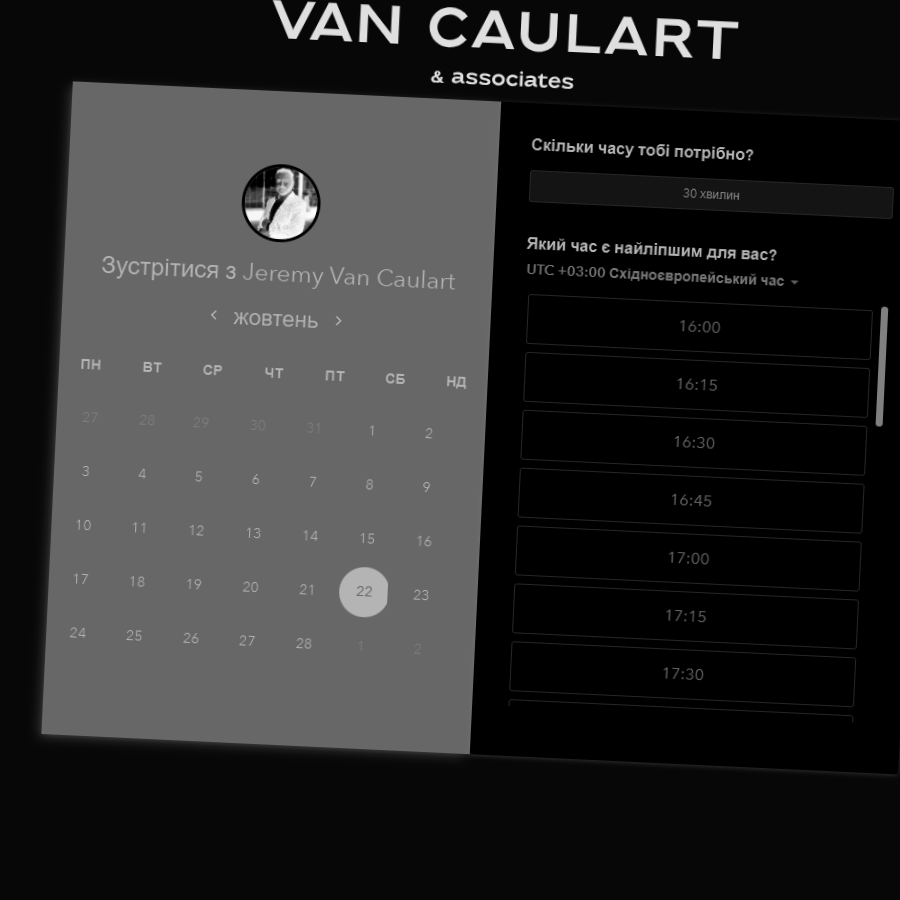 VAN CAULART
& associates
Зустрітися з Jeremy Van Caulart
жовтень
ПН ВТ СР ЧТ ПТ СБ НД
27 28 29 30 31 1 2
3 4 5 6 7 8 9
10 11 12 13 14 15 16
17 18 19 20 21 22 23
24 25 26 27 28 1 2
Скільки часу тобі потрібно?
30 хвилин
Який час є найліпшим для вас?
UTC +03:00 Східноєвропейський час
16:00
16:15
16:30
16:45
17:00
17:15
17:30